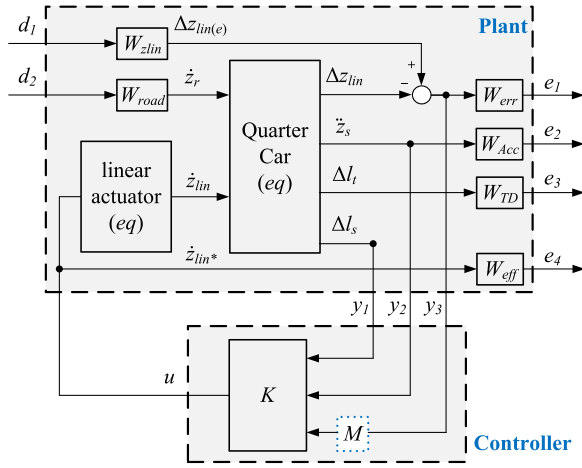 d1
Plant
Wzlin
Δzlin(e)
+
d2
Wroad
żr
Δzlin
−
Werr
e1
Quarter
Car
(eq)
z̈s
WAcc
e2
linear
actuator
(eq)
żlin
Δlt
WTD
e3
Δls
żlin*
Weff
e4
y1
y2
y3
u
K
M
Controller